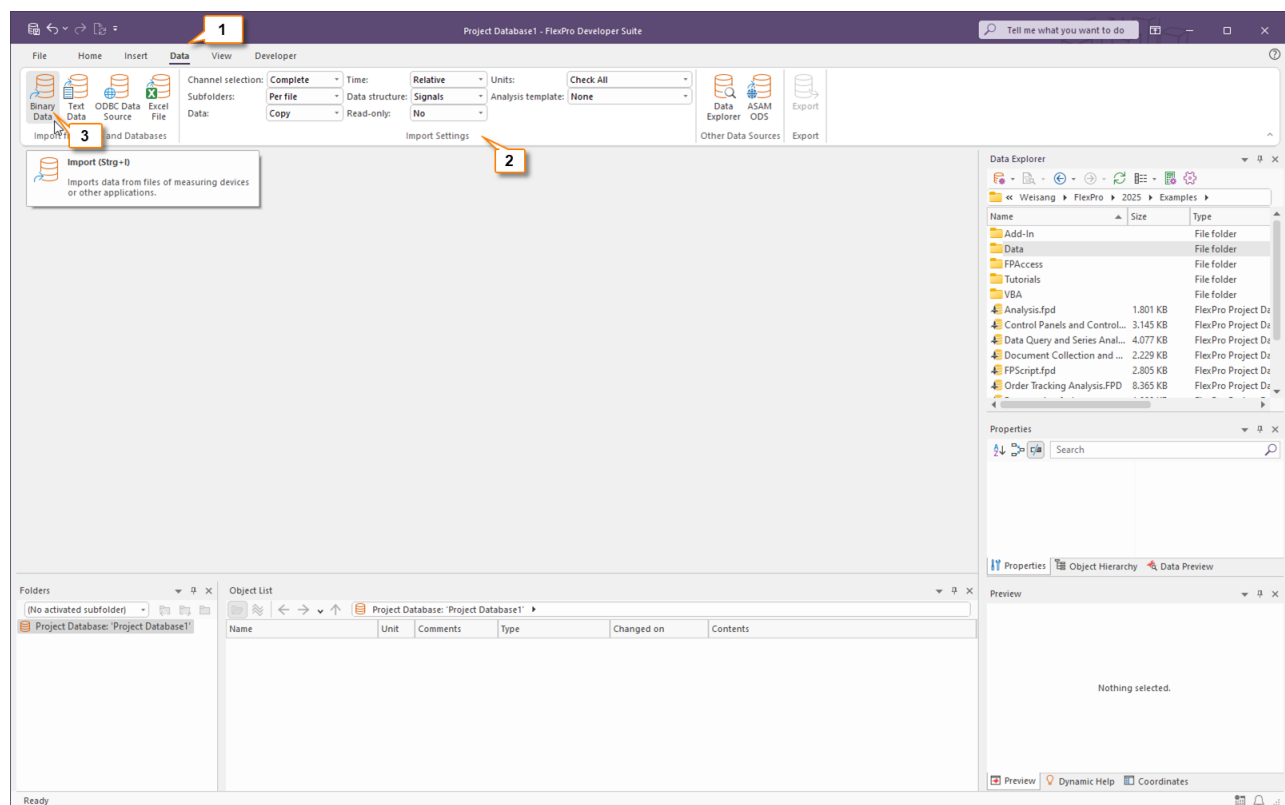 1
Project Database1 - FlexPro Developer Suite
Tell me what you want to do
File Home Insert Data View Developer
Binary Data
Text Data
ODBC Data Source
Excel File
Channel selection: Complete Time: Relative Units: Check All
Subfolders: Per file Data structure: Signals Analysis template: None
Data: Copy Read-only: No
Data Explorer
ASAM ODS
Export
3
and Databases
Import Settings
Other Data Sources
Export
2
Import (Strg+I)
Imports data from files of measuring devices
or other applications.
Data Explorer
« Weisang FlexPro 2025 Examples
Name Size Type
Add-In File folder
Data File folder
FPAccess File folder
Tutorials File folder
VBA File folder
Analysis.fpd 1.801 KB FlexPro Project Da
Control Panels and Control... 3.145 KB FlexPro Project Da
Data Query and Series Anal... 4.077 KB FlexPro Project Da
Document Collection and ... 2.229 KB FlexPro Project Da
FPScript.fpd 2.805 KB FlexPro Project Da
Order Tracking Analysis.FPD 8.365 KB FlexPro Project Da
Properties
Search
Properties Object Hierarchy Data Preview
Folders
(No activated subfolder)
Project Database: 'Project Database1'
Object List
Project Database: 'Project Database1'
Name Unit Comments Type Changed on Contents
Preview
Nothing selected.
Preview Dynamic Help Coordinates
Ready